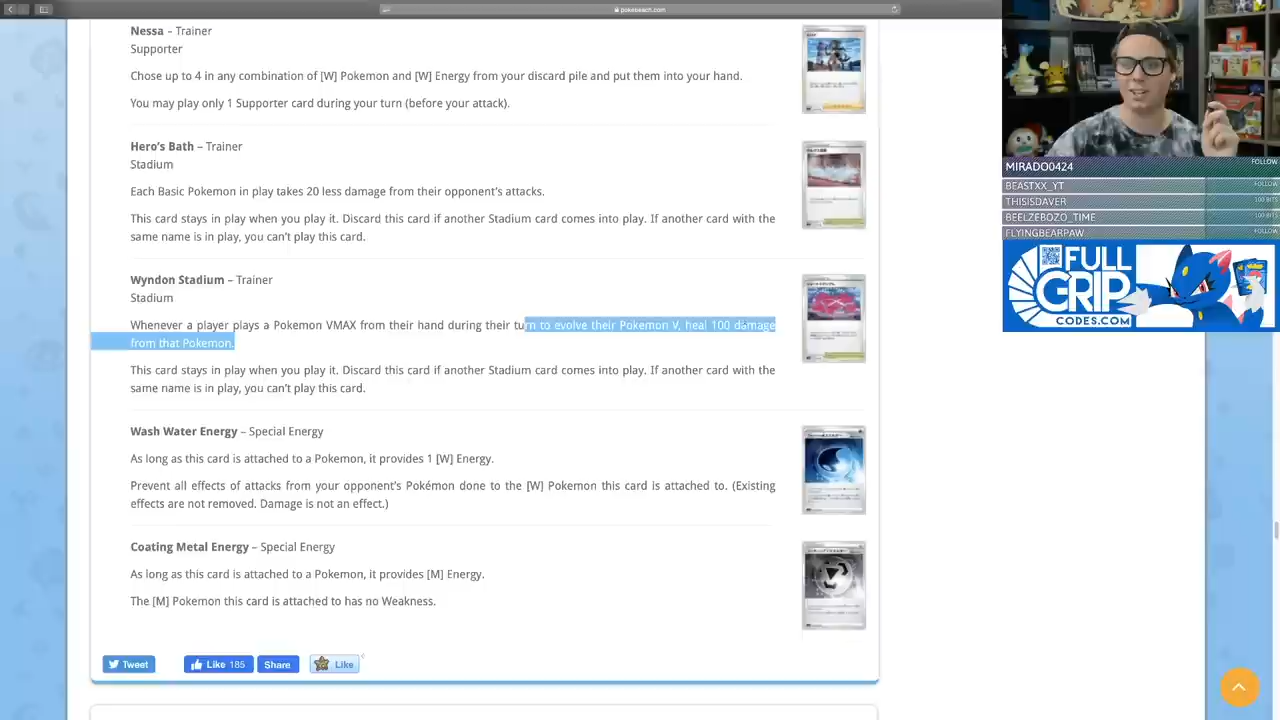 pokebeach.com
Nessa – Trainer
Supporter
Chose up to 4 in any combination of [W] Pokemon and [W] Energy from your discard pile and put them into your hand.
You may play only 1 Supporter card during your turn (before your attack).
Hero's Bath – Trainer
Stadium
Each Basic Pokemon in play takes 20 less damage from their opponent's attacks.
This card stays in play when you play it. Discard this card if another Stadium card comes into play. If another card with the
same name is in play, you can't play this card.
Wyndon Stadium – Trainer
Stadium
Whenever a player plays a Pokemon VMAX from their hand during their turn to evolve their Pokemon V, heal 100 damage
from that Pokemon.
This card stays in play when you play it. Discard this card if another Stadium card comes into play. If another card with the
same name is in play, you can't play this card.
Wash Water Energy – Special Energy
As long as this card is attached to a Pokemon, it provides 1 [W] Energy.
Prevent all effects of attacks from your opponent's Pokémon done to the [W] Pokemon this card is attached to. (Existing
effects are not removed. Damage is not an effect.)
Coating Metal Energy – Special Energy
As long as this card is attached to a Pokemon, it provides [M] Energy.
The [M] Pokemon this card is attached to has no Weakness.
Tweet
Like 185
Share
Like
MIRADO0424 FOLLOW
BEASTXX_YT FOLLOW
THISISDAVER 100 BITS
BEELZEBOZO_TIME 100 BITS
FLYINGBEARPAW FOLLOW
FULL
GRIP
CODES.COM